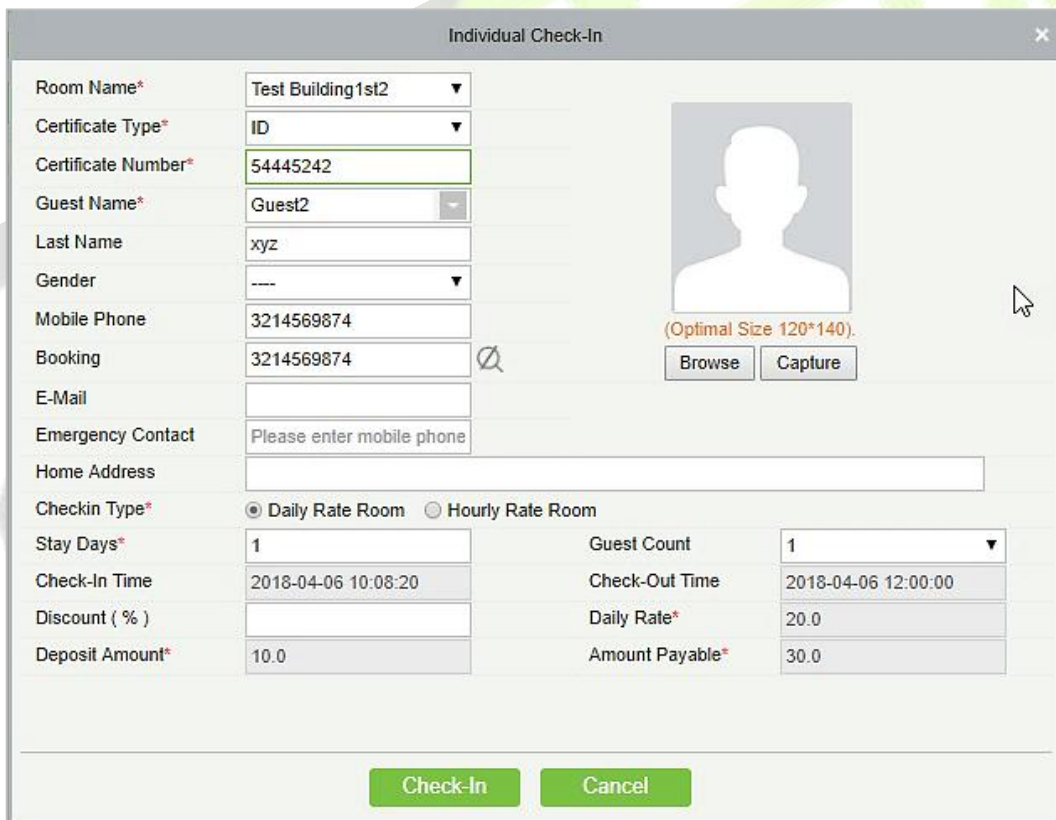 Individual Check-In
Room Name* Test Building1st2
Certificate Type* ID
Certificate Number* 54445242
Guest Name* Guest2
Last Name xyz
Gender ----
Mobile Phone 3214569874
(Optimal Size 120*140).
Booking 3214569874
Browse Capture
E-Mail
Emergency Contact Please enter mobile phone
Home Address
Checkin Type* Daily Rate Room Hourly Rate Room
Stay Days* 1 Guest Count 1
Check-In Time 2018-04-06 10:08:20 Check-Out Time 2018-04-06 12:00:00
Discount ( % ) Daily Rate* 20.0
Deposit Amount* 10.0 Amount Payable* 30.0
Check-In Cancel